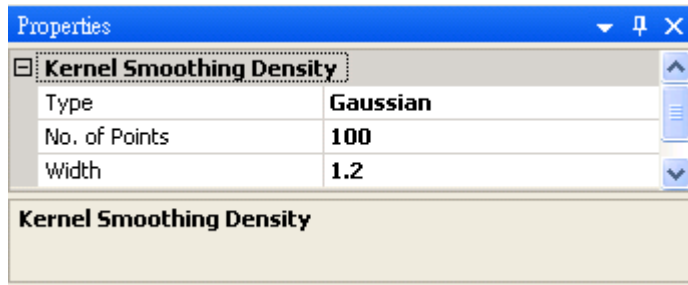 Properties
Kernel Smoothing Density
Type Gaussian
No. of Points 100
Width 1.2
Kernel Smoothing Density